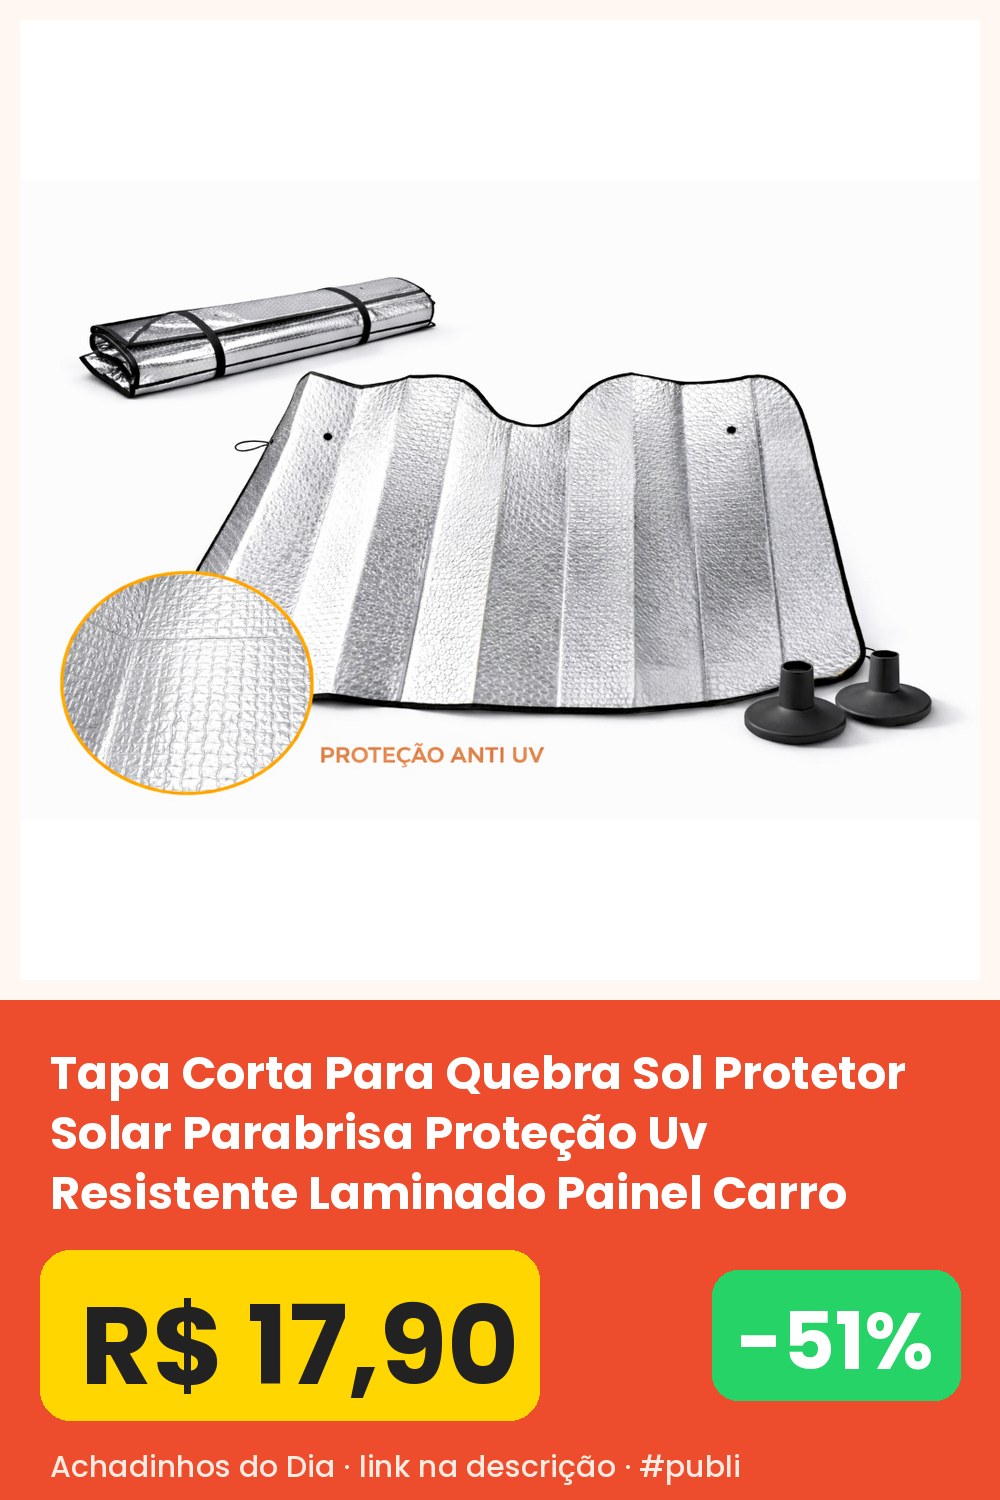 PROTEÇÃO ANTI UV
Tapa Corta Para Quebra Sol Protetor
Solar Parabrisa Proteção Uv
Resistente Laminado Painel Carro
R$ 17,90
-51%
Achadinhos do Dia · link na descrição · #publi